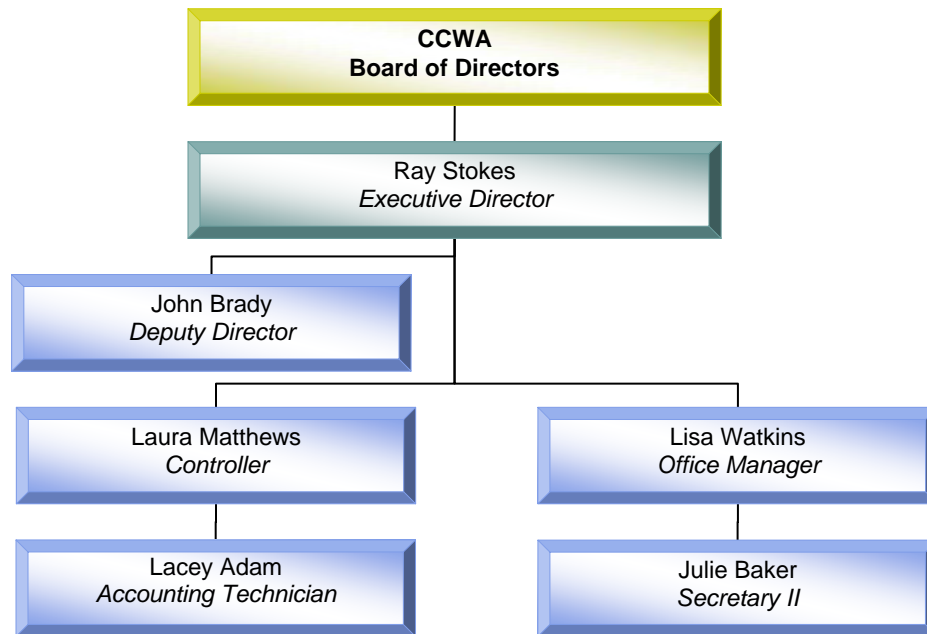 CCWA
Board of Directors
Ray Stokes
Executive Director
John Brady
Deputy Director
Laura Matthews
Controller
Lisa Watkins
Office Manager
Lacey Adam
Accounting Technician
Julie Baker
Secretary II